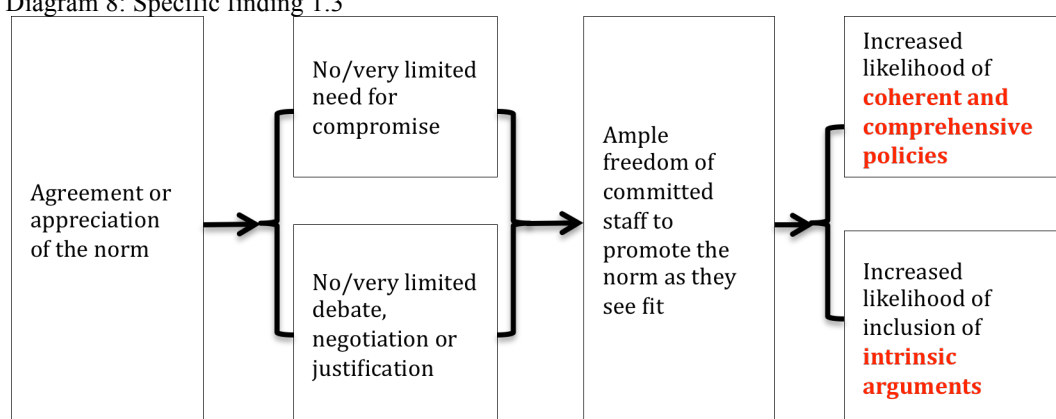 Diagram 8: Specific finding 1.3
Agreement or
appreciation
of the norm
No/very limited
need for
compromise
No/very limited
debate,
negotiation or
justification
Ample
freedom of
committed
staff to
promote the
norm as they
see fit
Increased
likelihood of
coherent and
comprehensive
policies
Increased
likelihood of
inclusion of
intrinsic
arguments